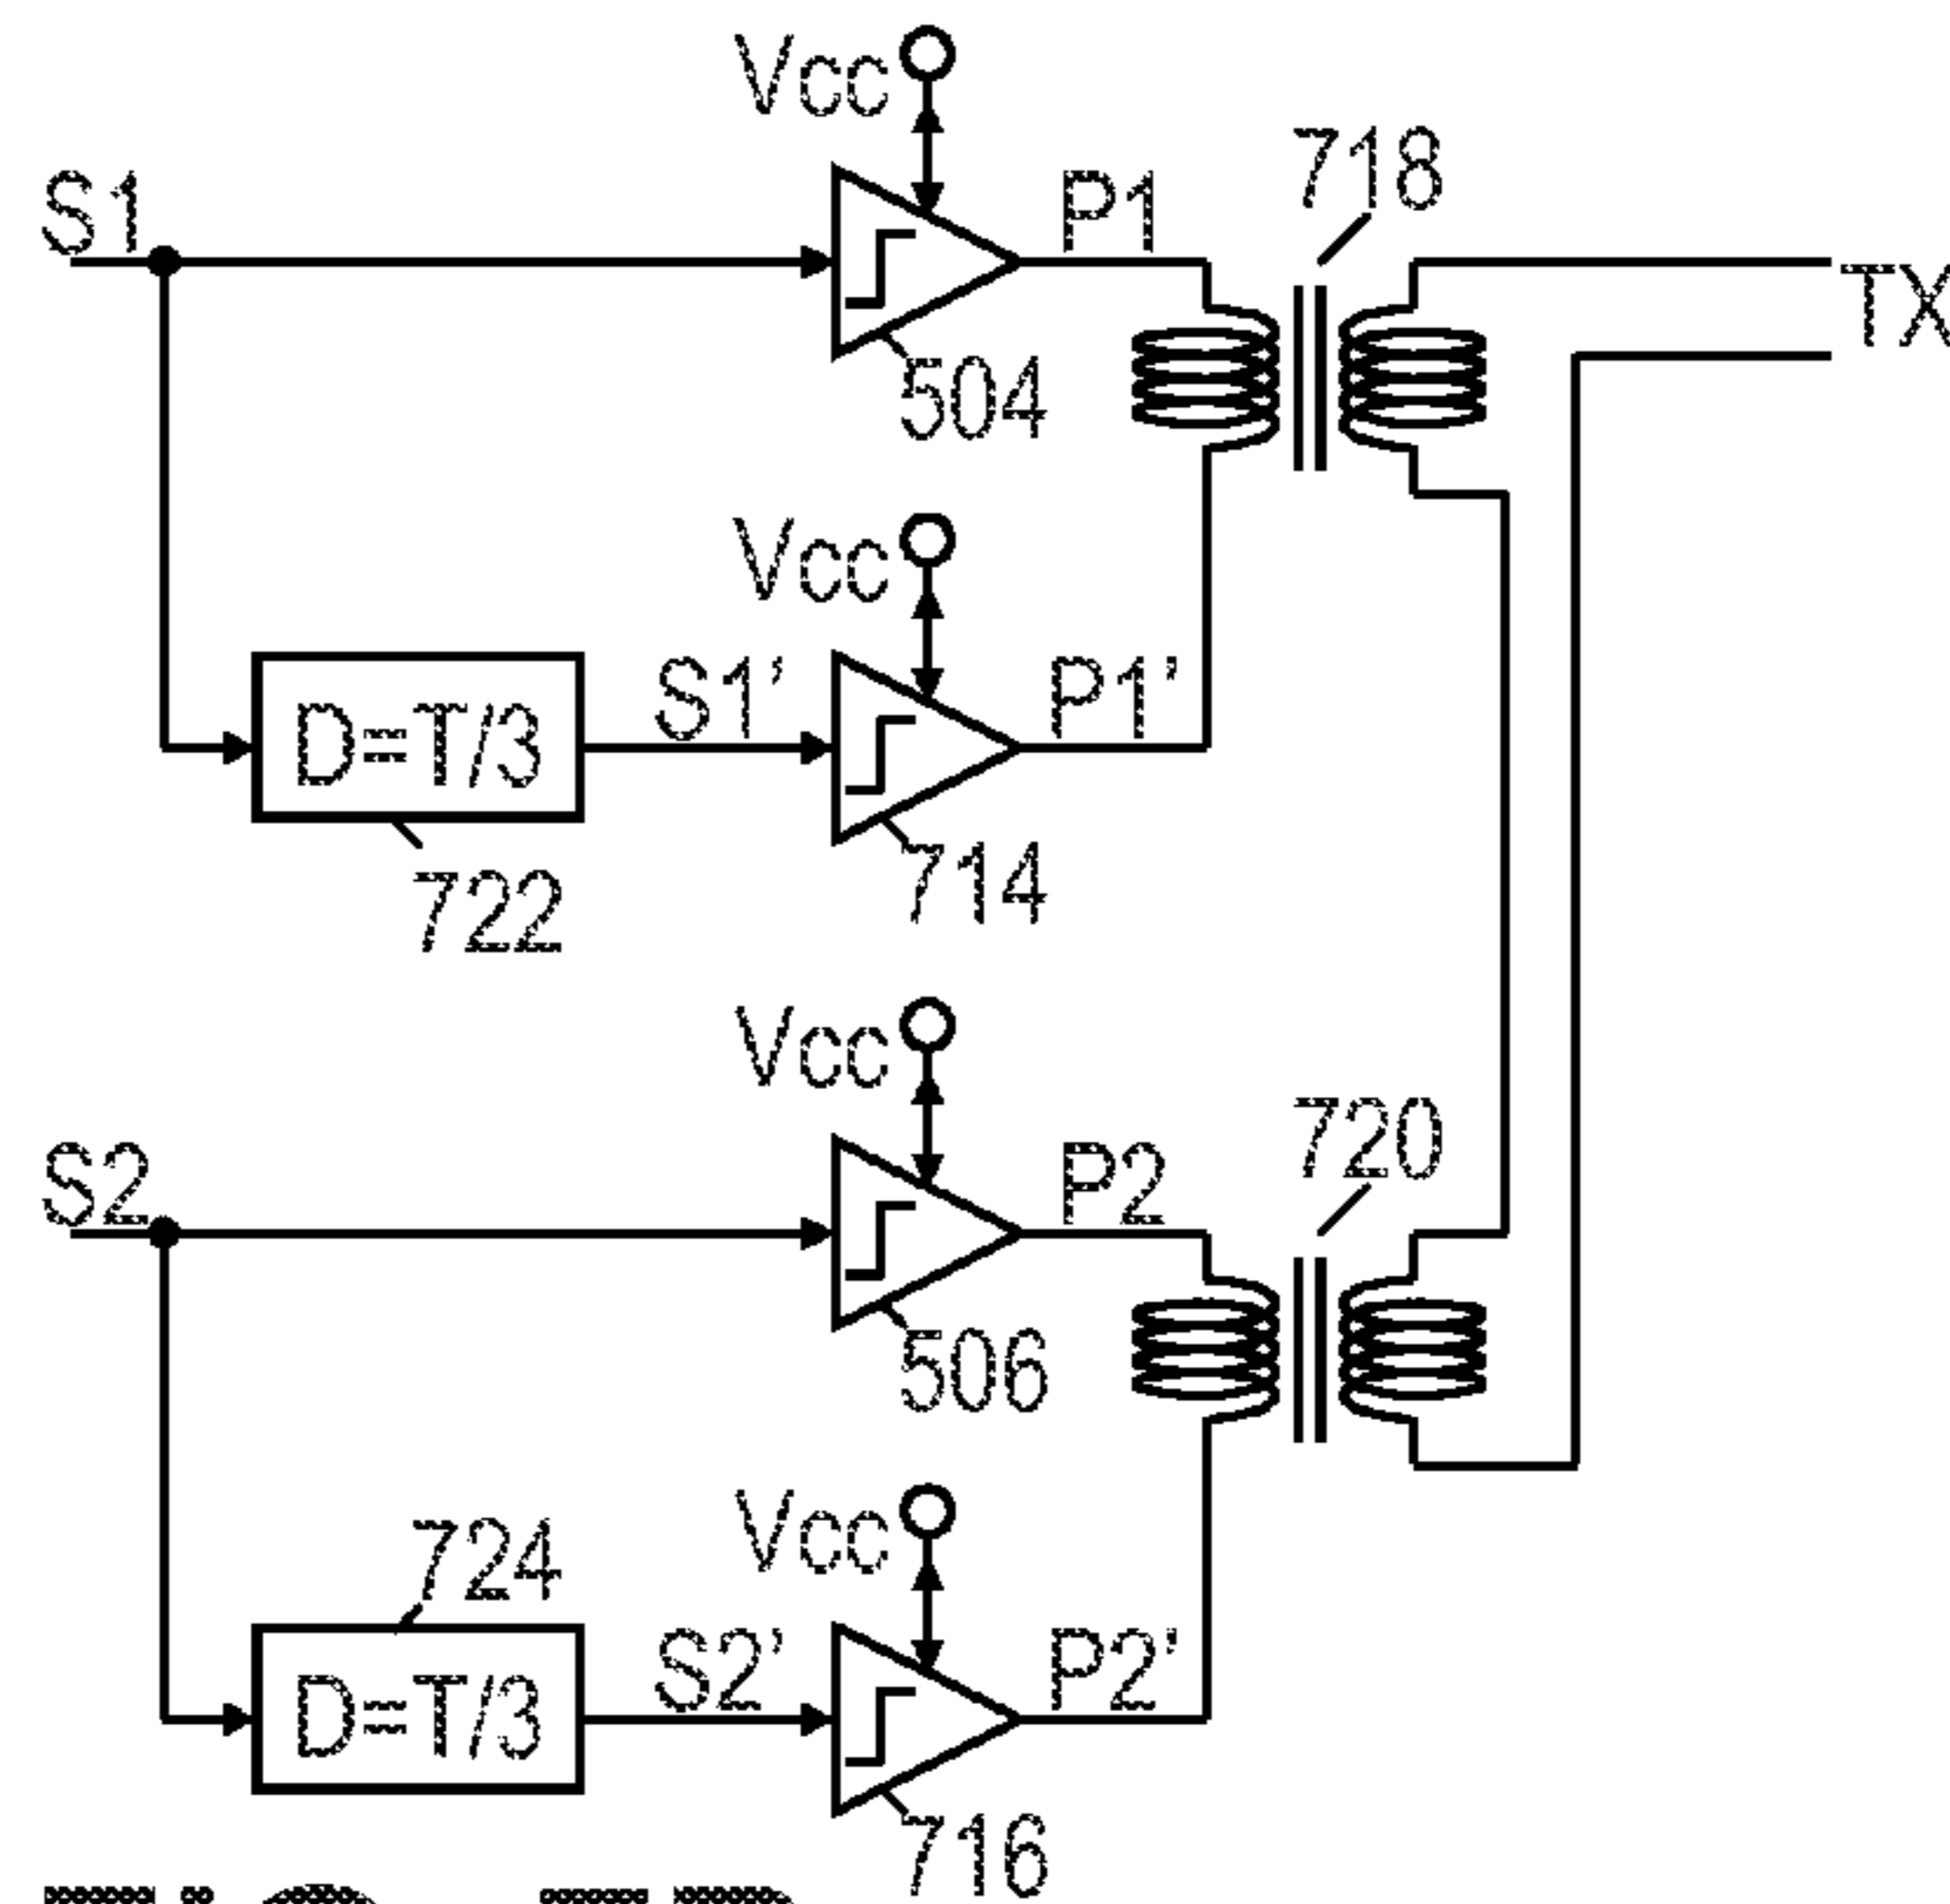 Vcc
718
S1
P1
TX
504
Vcc
S1'
P1'
D=T/3
722
714
Vcc
720
S2
P2
506
Vcc
724
S2'
P2'
D=T/3
716